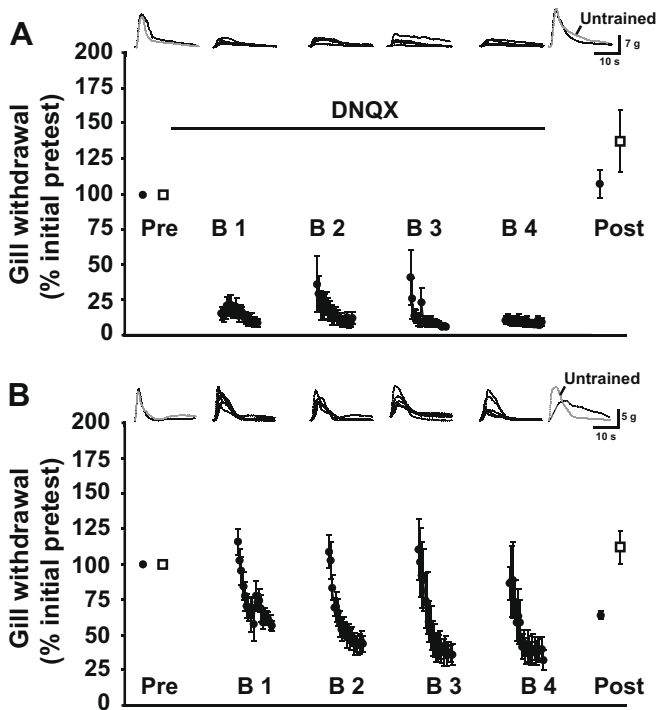 A
Untrained
7 g
10 s
200
175
150
125
100
75
50
25
0
Gill withdrawal
(% initial pretest)
DNQX
Pre B 1 B 2 B 3 B 4 Post
B
Untrained
5 g
10 s
200
175
150
125
100
75
50
25
0
Gill withdrawal
(% initial pretest)
Pre B 1 B 2 B 3 B 4 Post